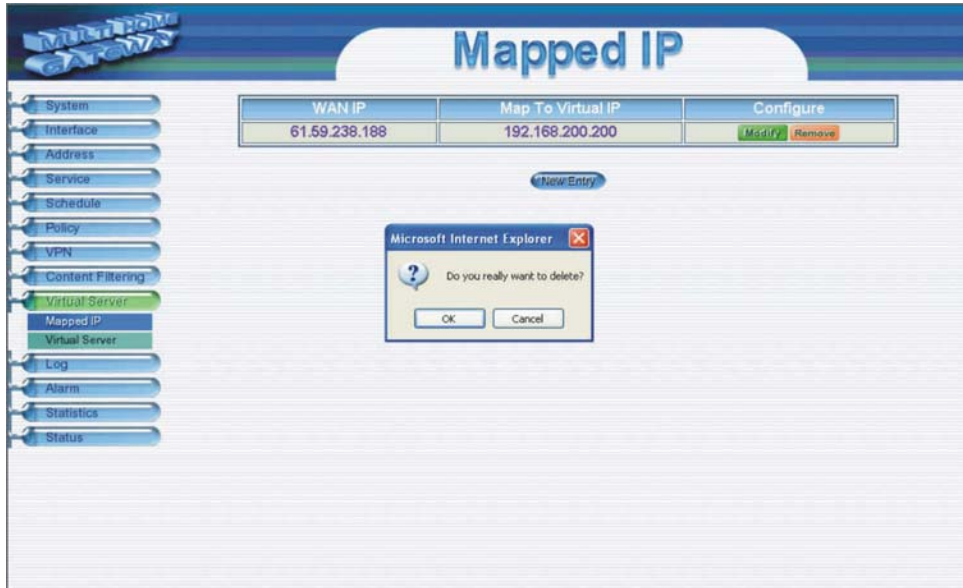 MULTI HOME
GATEWAY
Mapped IP
System
Interface
Address
Service
Schedule
Policy
VPN
Content Filtering
Virtual Server
Mapped IP
Virtual Server
Log
Alarm
Statistics
Status
WAN IP Map To Virtual IP Configure
61.59.238.188 192.168.200.200 Modify Remove
New Entry
Microsoft Internet Explorer
Do you really want to delete?
OK Cancel